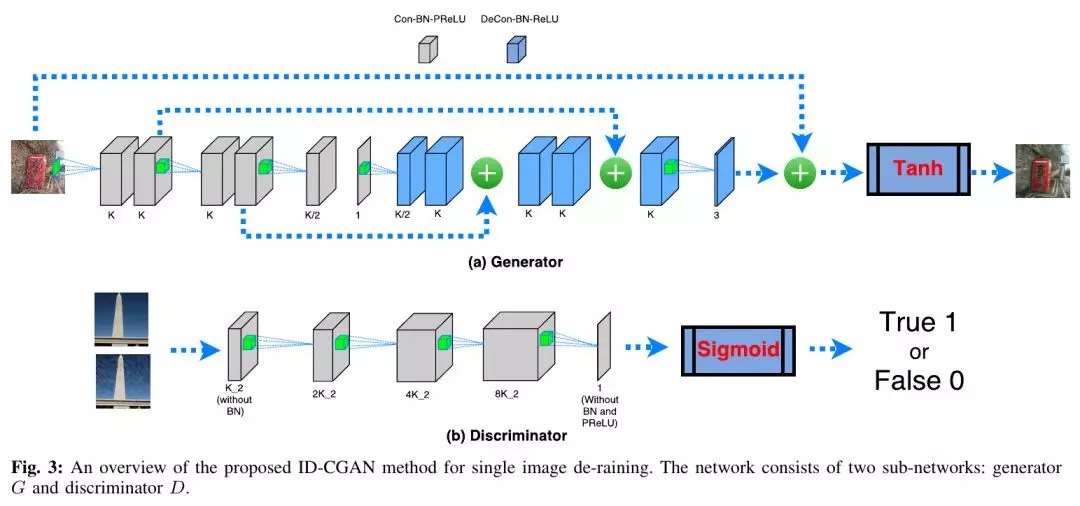 Con-BN-PReLU DeCon-BN-ReLU
Tanh
K K K K/2 1 K/2 K K K K 3
(a) Generator
Sigmoid
True 1
or
False 0
K_2
(without
BN)
2K_2
4K_2
8K_2
1
(Without
BN and
PReLU)
(b) Discriminator
Fig. 3: An overview of the proposed ID-CGAN method for single image de-raining. The network consists of two sub-networks: generator
G and discriminator D.